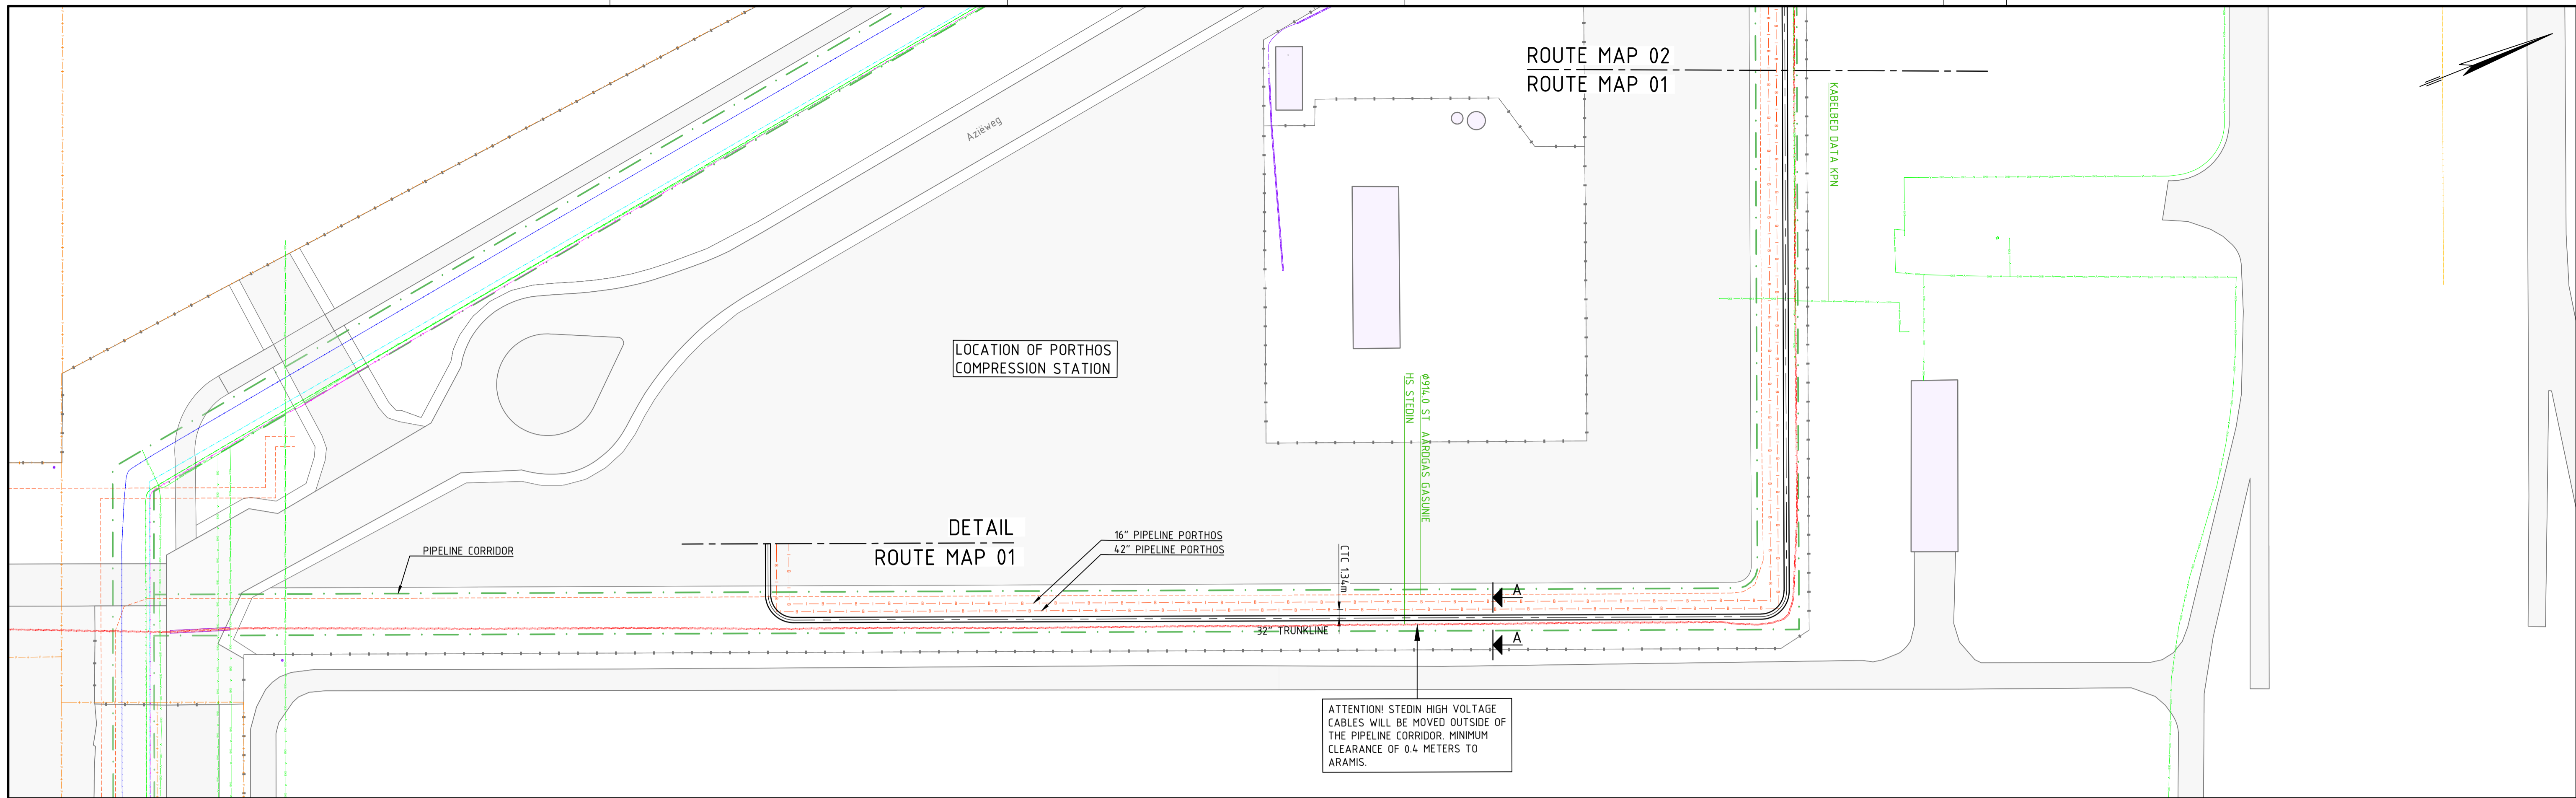 ROUTE MAP 02
ROUTE MAP 01
KABELBED DATA KPN
Aziëweg
LOCATION OF PORTHOS
COMPRESSION STATION
HS STEDIN
Ø914.0 ST AARDGAS GASUNIE
DETAIL
ROUTE MAP 01
PIPELINE CORRIDOR
16" PIPELINE PORTHOS
42" PIPELINE PORTHOS
CTC 1.34m
A
32" TRUNKLINE
A
ATTENTION! STEDIN HIGH VOLTAGE
CABLES WILL BE MOVED OUTSIDE OF
THE PIPELINE CORRIDOR. MINIMUM
CLEARANCE OF 0.4 METERS TO
ARAMIS.